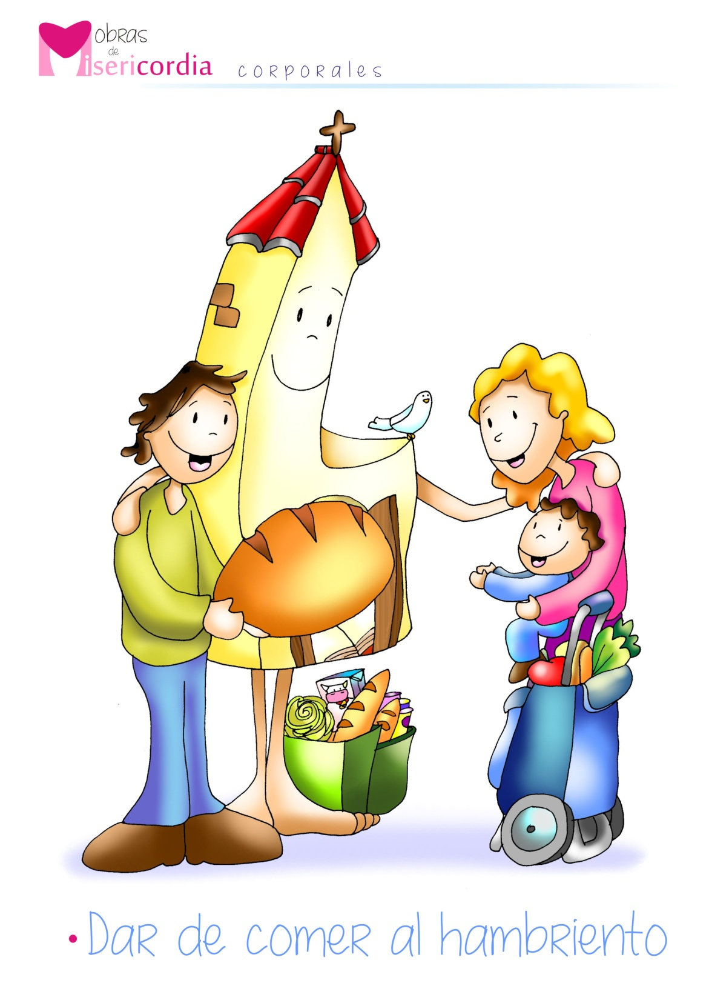 obras
de
Misericordia corporales
• Dar de comer al hambriento